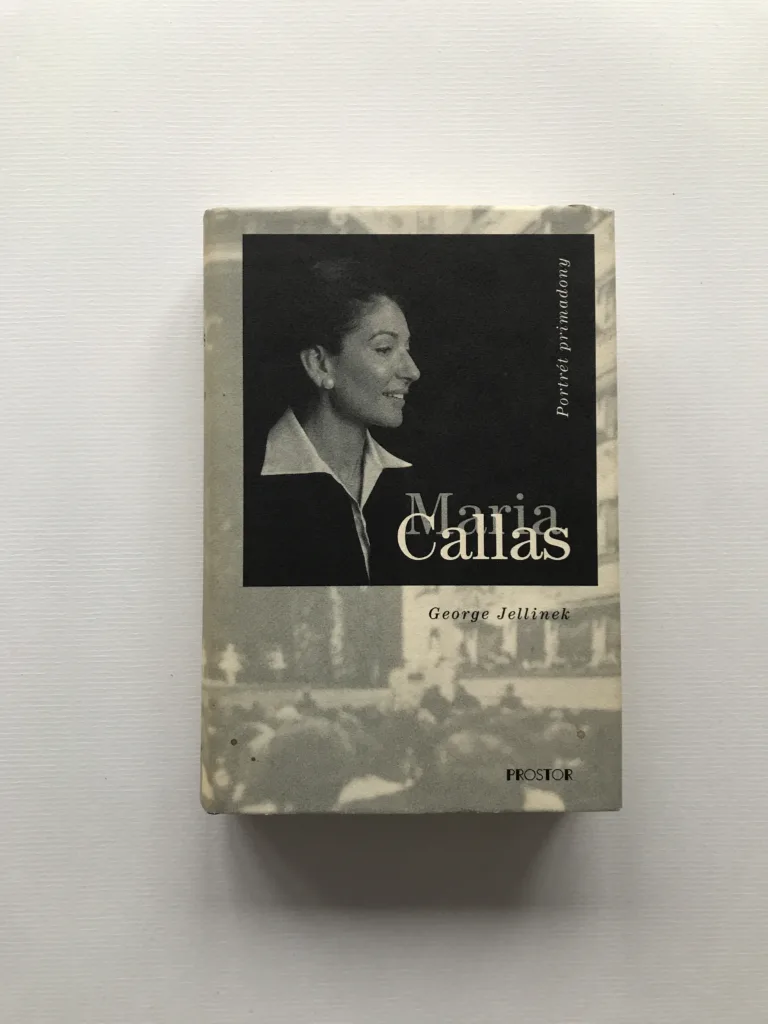 Portrét primadony
Maria
Callas
George Jellinek
PROSTOR